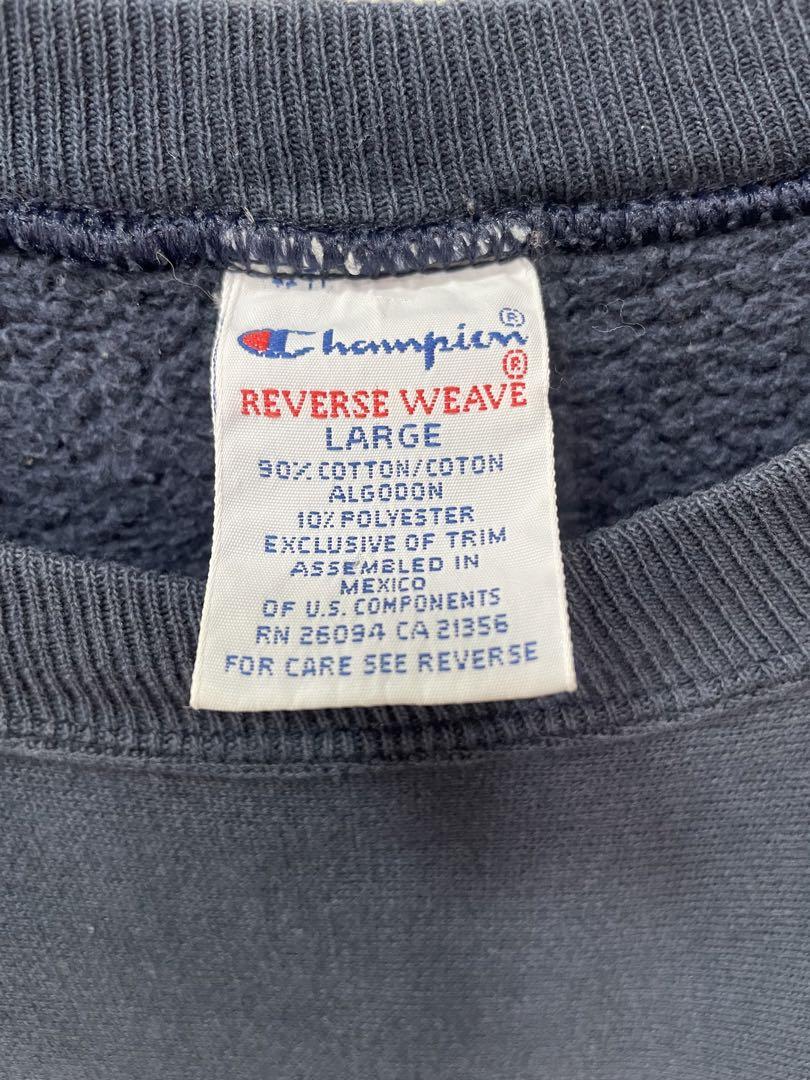 Champion®
REVERSE WEAVE®
LARGE
90% COTTON/COTON
ALGODON
10% POLYESTER
EXCLUSIVE OF TRIM
ASSEMBLED IN
MEXICO
OF U.S. COMPONENTS
RN 26094 CA 21356
FOR CARE SEE REVERSE